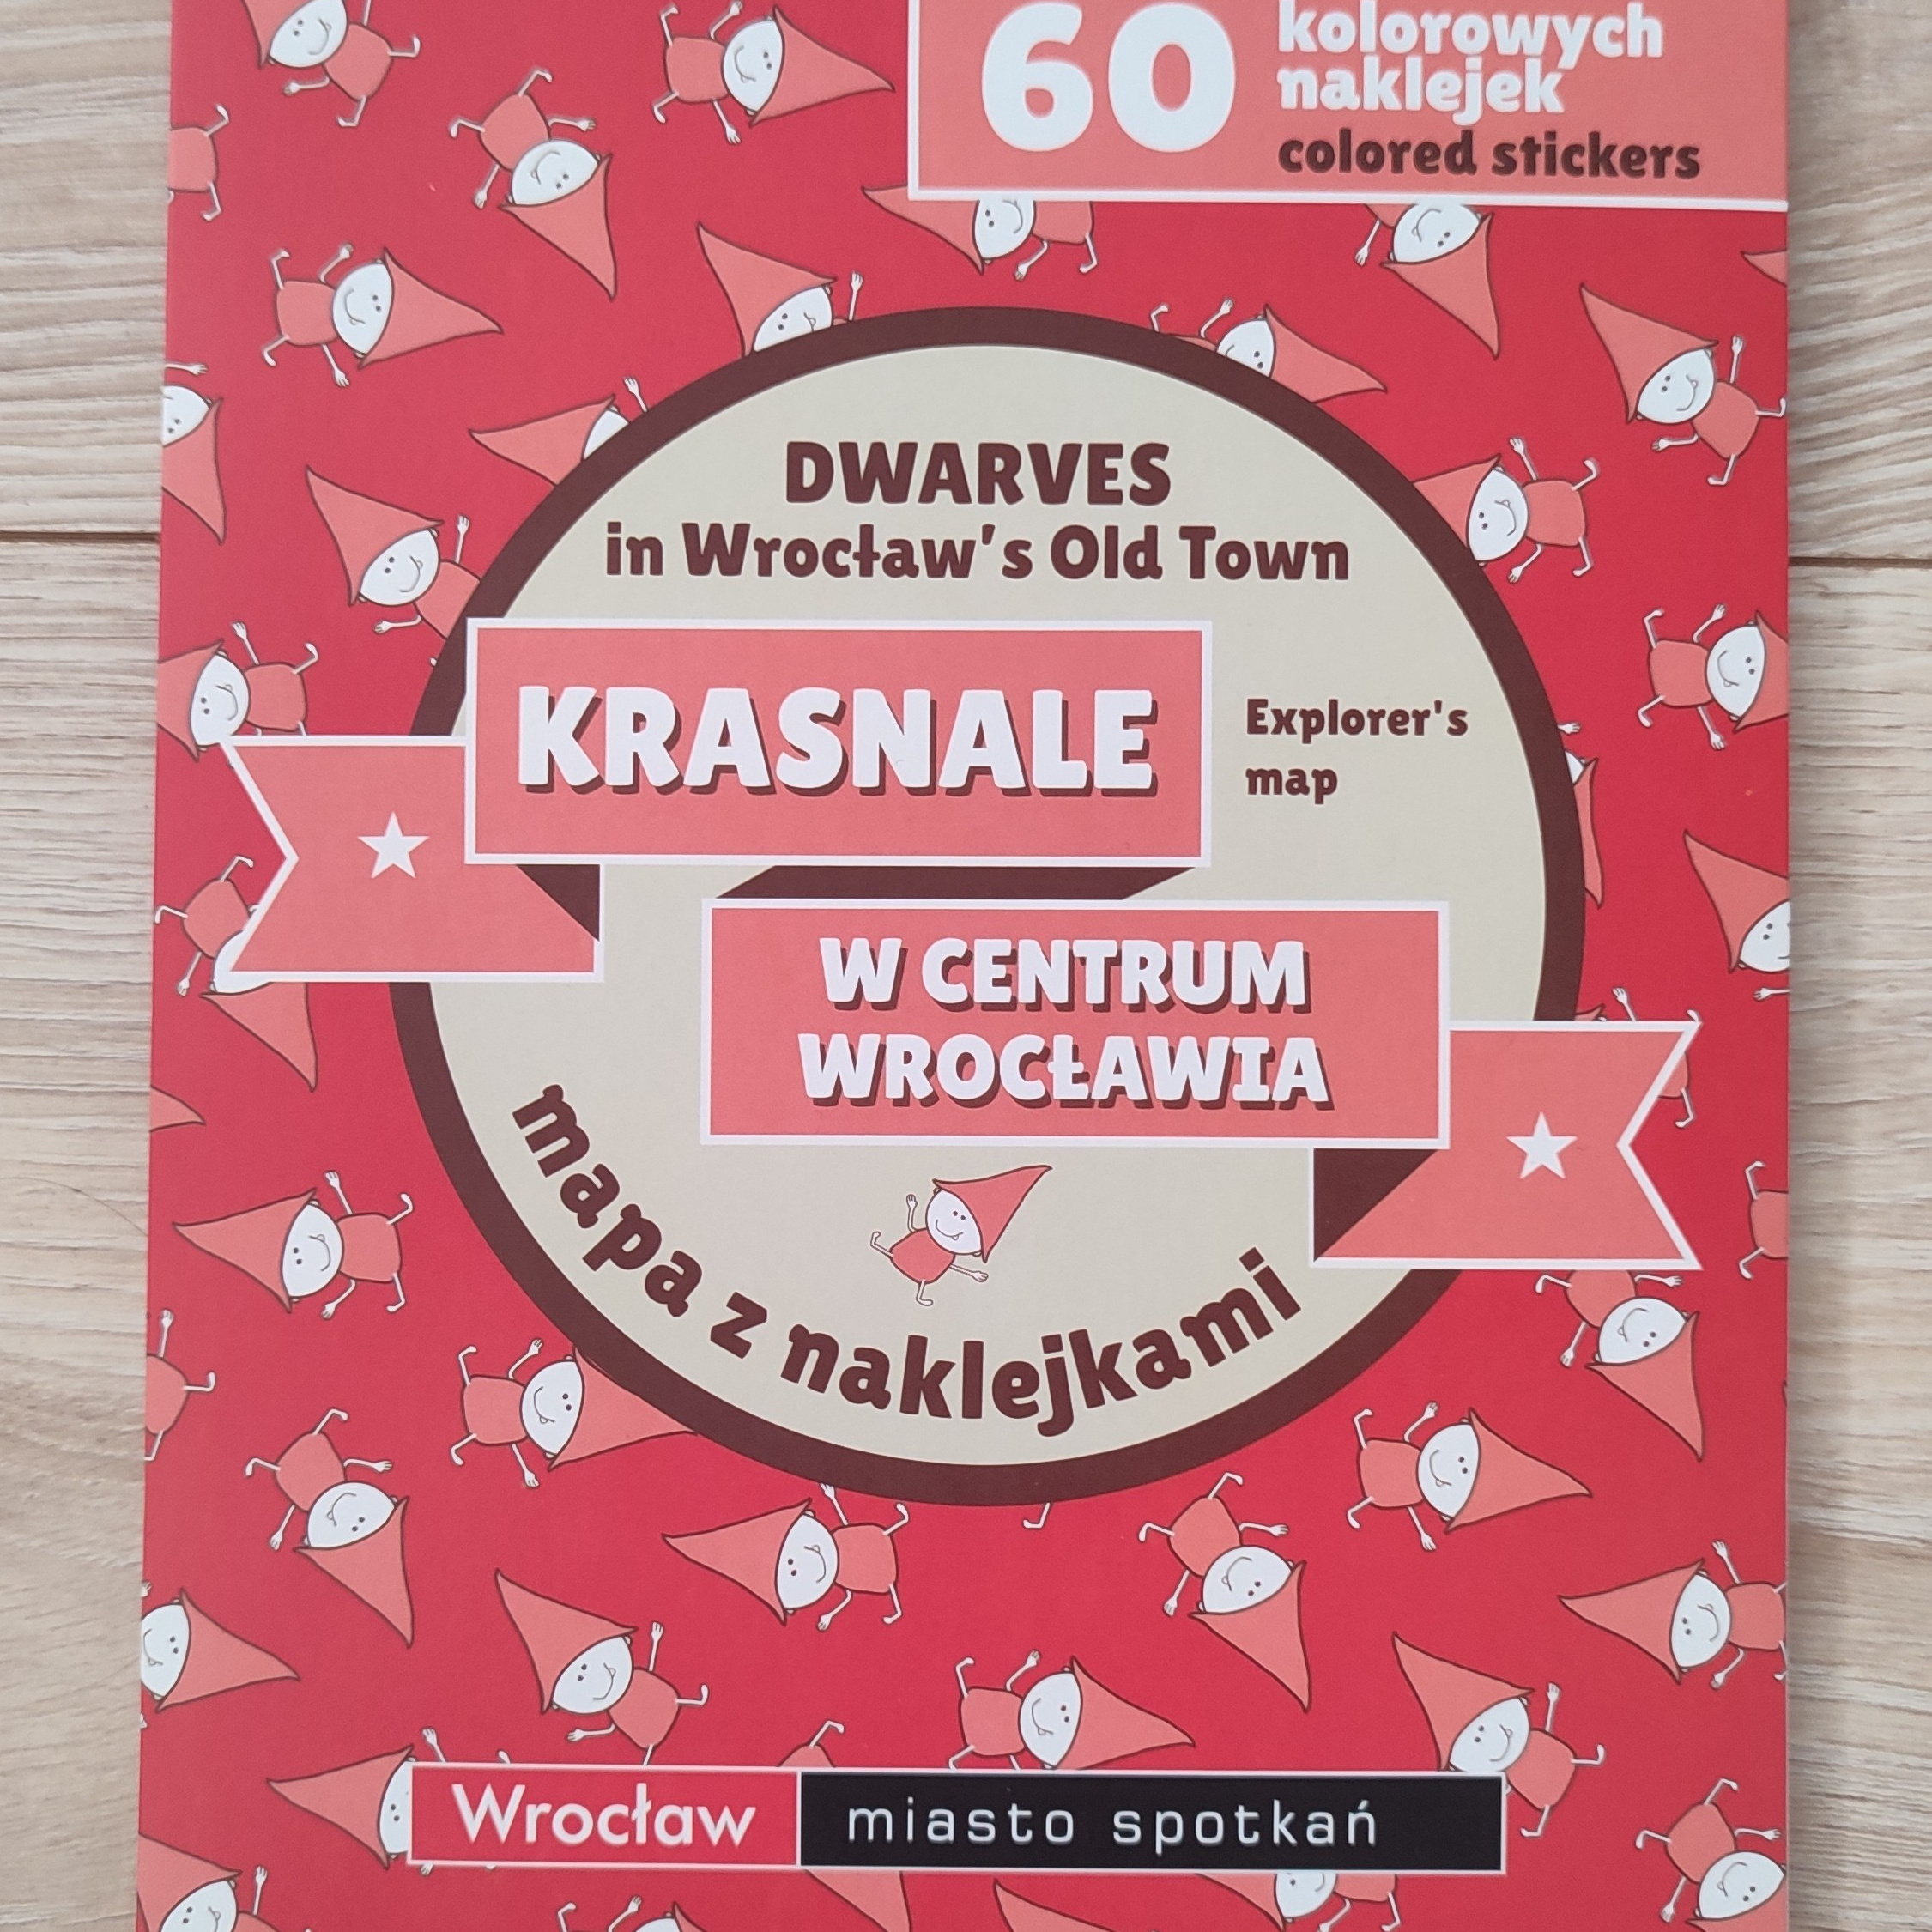 60
kolorowych
naklejek
colored stickers
DWARVES
in Wrocław's Old Town
KRASNALE
Explorer's
map
W CENTRUM
WROCŁAWIA
mapa z naklejkami
Wrocław miasto spotkań